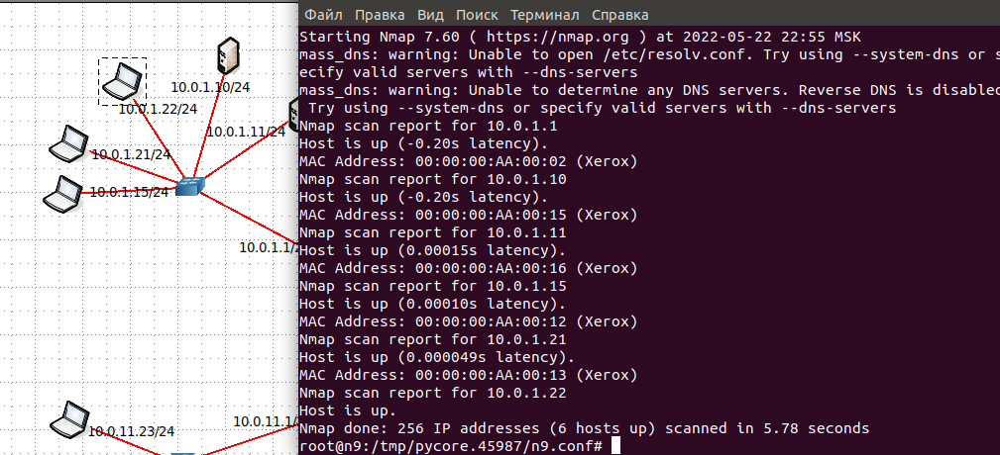 10.0.1.10/24
10.0.1.22/24
10.0.1.11/24
10.0.1.21/24
10.0.1.15/24
10.0.1.1/
10.0.11.23/24
10.0.11.1/
Файл Правка Вид Поиск Терминал Справка
Starting Nmap 7.60 ( https://nmap.org ) at 2022-05-22 22:55 MSK
mass_dns: warning: Unable to open /etc/resolv.conf. Try using --system-dns or s
ecify valid servers with --dns-servers
mass_dns: warning: Unable to determine any DNS servers. Reverse DNS is disabled
Try using --system-dns or specify valid servers with --dns-servers
Nmap scan report for 10.0.1.1
Host is up (-0.20s latency).
MAC Address: 00:00:00:AA:00:02 (Xerox)
Nmap scan report for 10.0.1.10
Host is up (-0.20s latency).
MAC Address: 00:00:00:AA:00:15 (Xerox)
Nmap scan report for 10.0.1.11
Host is up (0.00015s latency).
MAC Address: 00:00:00:AA:00:16 (Xerox)
Nmap scan report for 10.0.1.15
Host is up (0.00010s latency).
MAC Address: 00:00:00:AA:00:12 (Xerox)
Nmap scan report for 10.0.1.21
Host is up (0.000049s latency).
MAC Address: 00:00:00:AA:00:13 (Xerox)
Nmap scan report for 10.0.1.22
Host is up.
Nmap done: 256 IP addresses (6 hosts up) scanned in 5.78 seconds
root@n9:/tmp/pycore.45987/n9.conf#